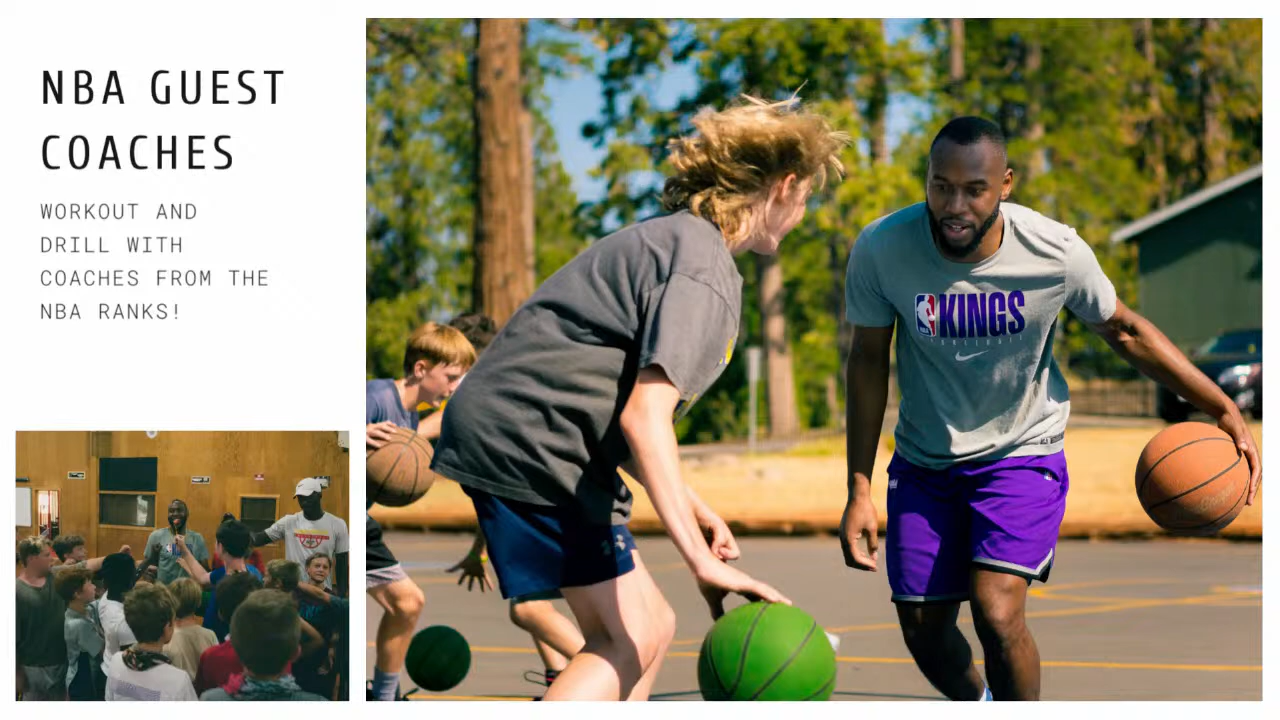 NBA GUEST
COACHES
WORKOUT AND
DRILL WITH
COACHES FROM THE
NBA RANKS!
KINGS